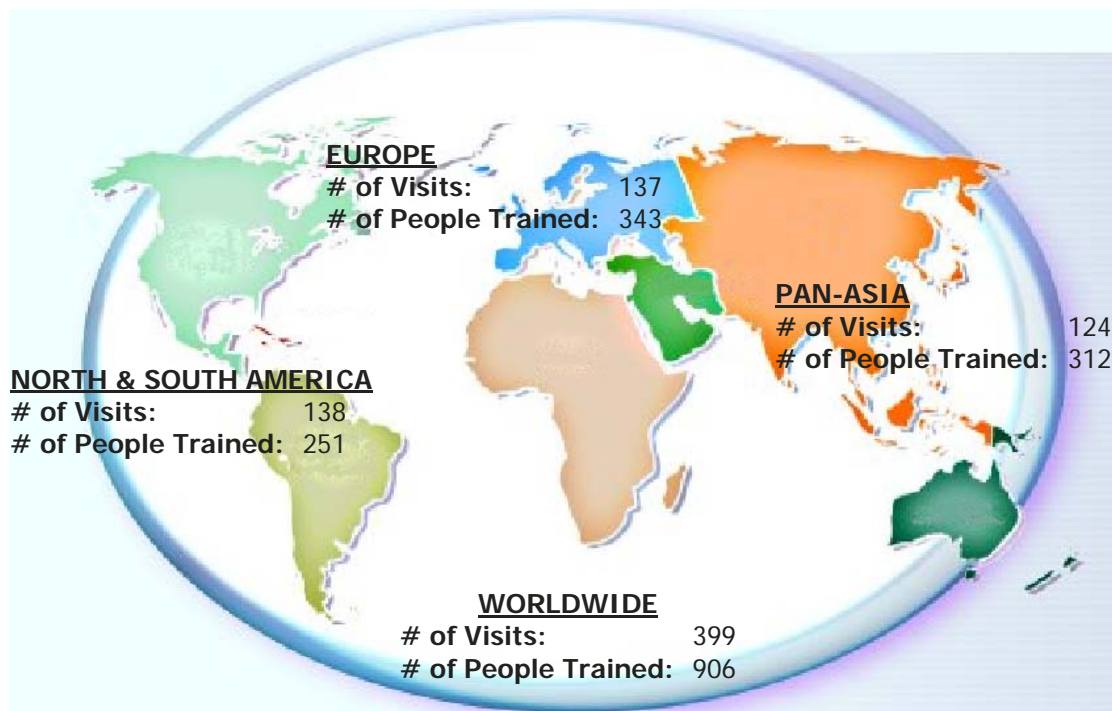 EUROPE
# of Visits: 137
# of People Trained: 343
PAN-ASIA
# of Visits: 124
# of People Trained: 312
NORTH & SOUTH AMERICA
# of Visits: 138
# of People Trained: 251
WORLDWIDE
# of Visits: 399
# of People Trained: 906